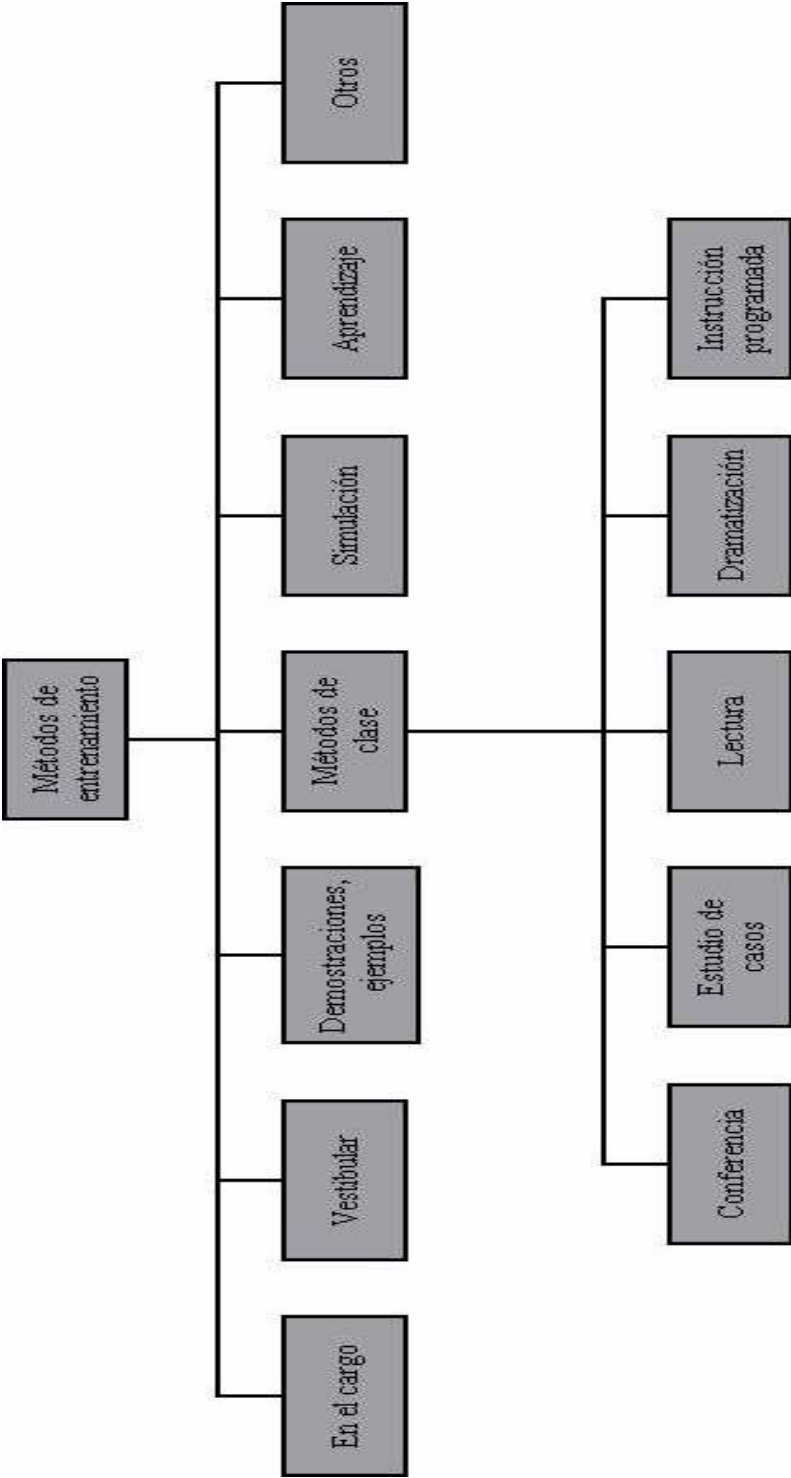 Métodos de
entrenamiento
En el cargo
Vestibular
Demostraciones,
ejemplos
Métodos de
clase
Simulación
Aprendizaje
Otros
Conferencia
Estudio de
casos
Lectura
Dramatización
Instrucción
programada